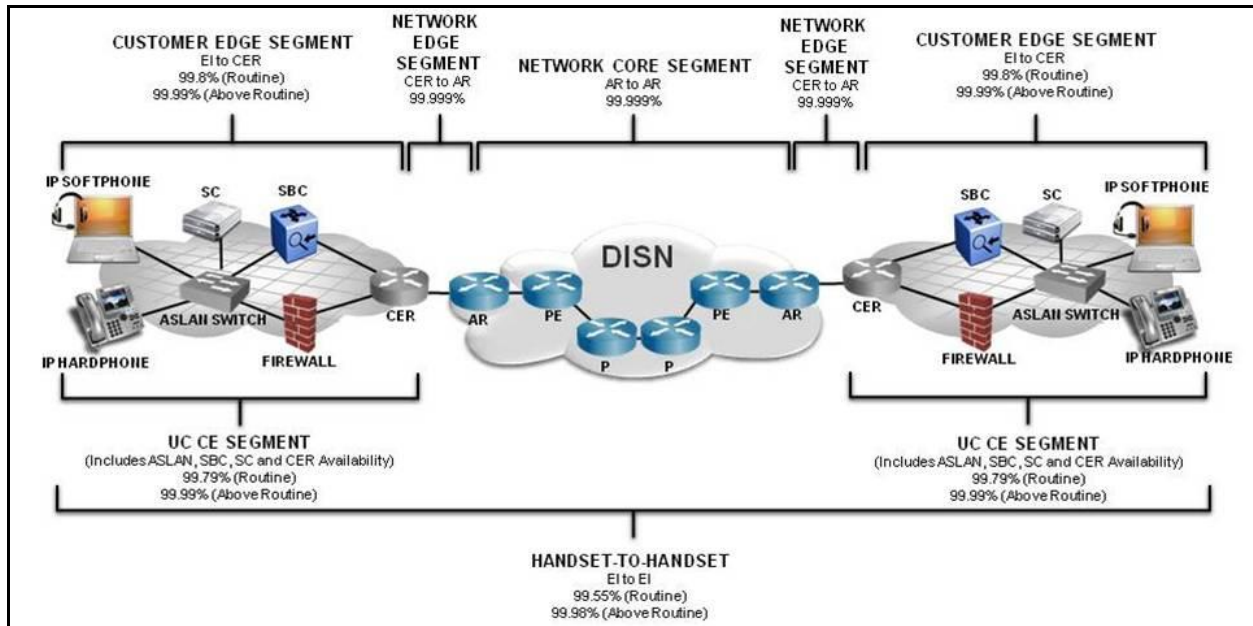 CUSTOMER EDGE SEGMENT
EI to CER
99.8% (Routine)
99.99% (Above Routine)
NETWORK
EDGE
SEGMENT
CER to AR
99.999%
NETWORK CORE SEGMENT
AR to AR
99.999%
NETWORK
EDGE
SEGMENT
CER to AR
99.999%
CUSTOMER EDGE SEGMENT
EI to CER
99.8% (Routine)
99.99% (Above Routine)
IP SOFTPHONE
SC
SBC
IP HARDPHONE
ASLAN SWITCH
FIREWALL
CER
AR
PE
DISN
P
P
PE
AR
CER
SBC
SC
IP SOFTPHONE
FIREWALL
ASLAN SWITCH
IP HARDPHONE
UC CE SEGMENT
(Includes ASLAN, SBC, SC and CER Availability)
99.79% (Routine)
99.99% (Above Routine)
UC CE SEGMENT
(Includes ASLAN, SBC, SC and CER Availability)
99.79% (Routine)
99.99% (Above Routine)
HANDSET-TO-HANDSET
EI to EI
99.55% (Routine)
99.98% (Above Routine)